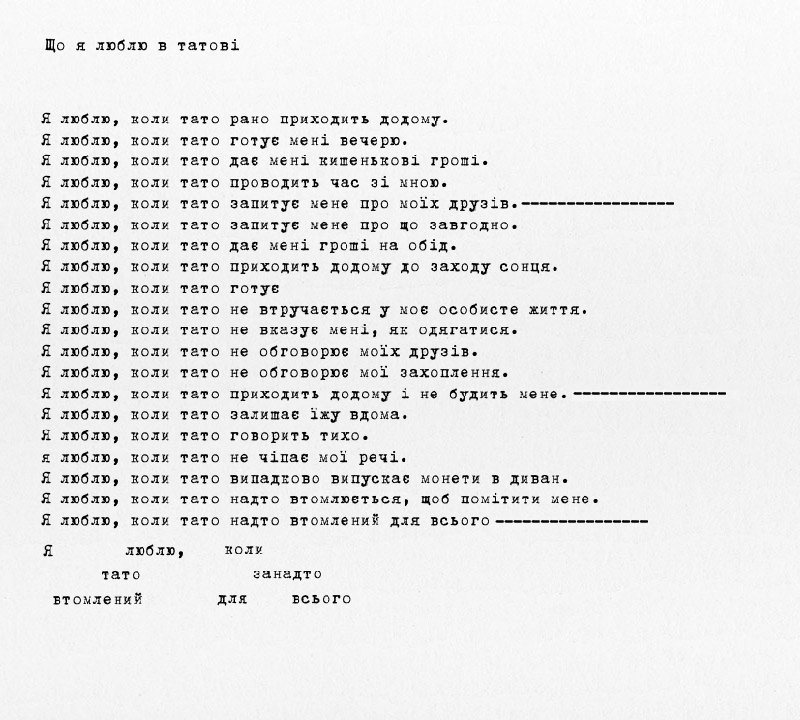 Що я люблю в татові
Я люблю, коли тато рано приходить додому.
Я люблю, коли тато готує мені вечерю.
Я люблю, коли тато дає мені кишенькові гроші.
Я люблю, коли тато проводить час зі мною.
Я люблю, коли тато запитує мене про моїх друзів.-----------------
Я люблю, коли тато запитує мене про що завгодно.
Я люблю, коли тато дає мені гроші на обід.
Я люблю, коли тато приходить додому до заходу сонця.
Я люблю, коли тато готує
Я люблю, коли тато не втручається у моє особисте життя.
Я люблю, коли тато не вказує мені, як одягатися.
Я люблю, коли тато не обговорює моїх друзів.
Я люблю, коли тато не обговорює мої захоплення.
Я люблю, коли тато приходить додому і не будить мене.-----------------
Я люблю, коли тато залишає їжу вдома.
Я люблю, коли тато говорить тихо.
я люблю, коли тато не чіпає мої речі.
Я люблю, коли тато випадково випускає монети в диван.
Я люблю, коли тато надто втомлюється, щоб помітити мене.
Я люблю, коли тато надто втомлений для всього-----------------
Я люблю, коли
тато занадто
втомлений для всього